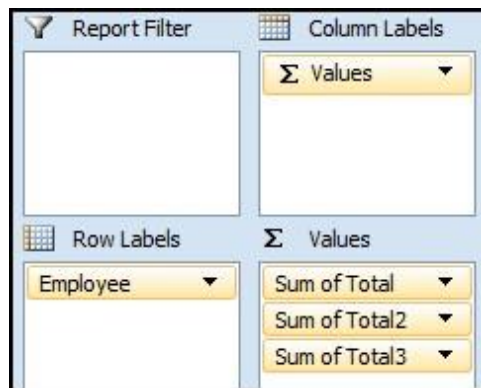 Report Filter
Column Labels
Σ Values
Row Labels
Σ Values
Employee
Sum of Total
Sum of Total2
Sum of Total3